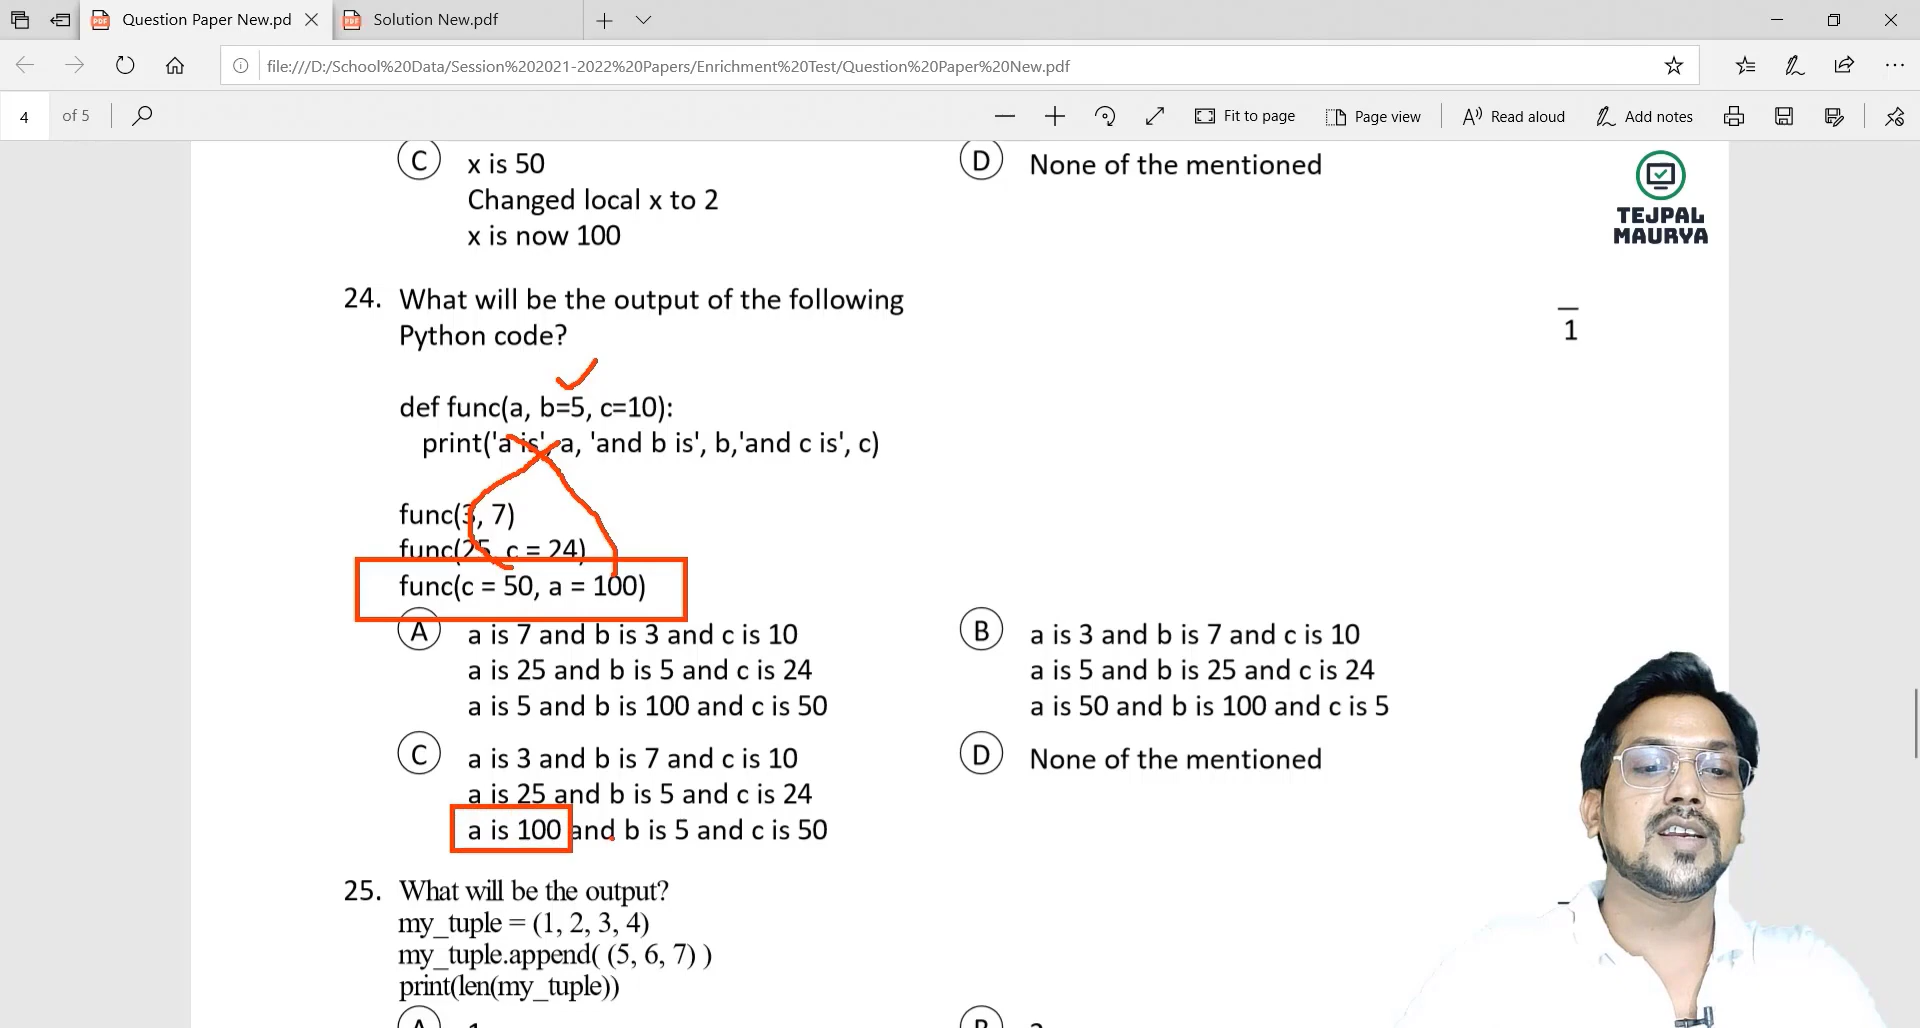 Question Paper New.pd
Solution New.pdf
file:///D:/School%20Data/Session%202021-2022%20Papers/Enrichment%20Test/Question%20Paper%20New.pdf
4 of 5
Fit to page
Page view
Read aloud
Add notes
C x is 50
Changed local x to 2
x is now 100
D None of the mentioned
TEJPAL
MAURYA
24. What will be the output of the following
Python code?
1
def func(a, b=5, c=10):
print('a is', a, 'and b is', b,'and c is', c)
func(3, 7)
func(25, c = 24)
func(c = 50, a = 100)
A a is 7 and b is 3 and c is 10
a is 25 and b is 5 and c is 24
a is 5 and b is 100 and c is 50
B a is 3 and b is 7 and c is 10
a is 5 and b is 25 and c is 24
a is 50 and b is 100 and c is 5
C a is 3 and b is 7 and c is 10
a is 25 and b is 5 and c is 24
a is 100 and b is 5 and c is 50
D None of the mentioned
25. What will be the output?
my_tuple = (1, 2, 3, 4)
my_tuple.append( (5, 6, 7) )
print(len(my_tuple))
A
B